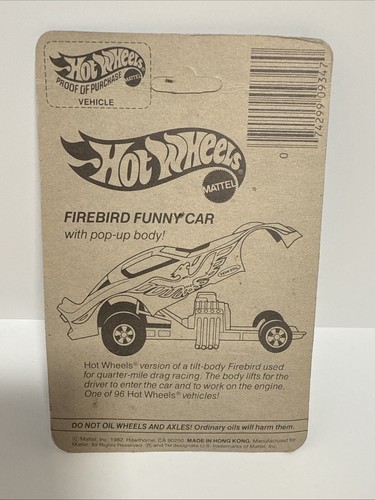 Hot Wheels
MATTEL
PROOF OF PURCHASE
VEHICLE
74299 09347
0
Hot Wheels®
MATTEL
FIREBIRD FUNNY CAR
with pop-up body!
Hot Wheels® version of a tilt-body Firebird used
for quarter-mile drag racing. The body lifts for the
driver to enter the car and to work on the engine.
One of 96 Hot Wheels® vehicles!
DO NOT OIL WHEELS AND AXLES! Ordinary oils will harm them.
© Mattel, Inc. 1982. Hawthorne, CA 90250. MADE IN HONG KONG. Manufactured for
Mattel. All Rights Reserved. ® and TM designate U.S. Trademarks of Mattel, Inc.